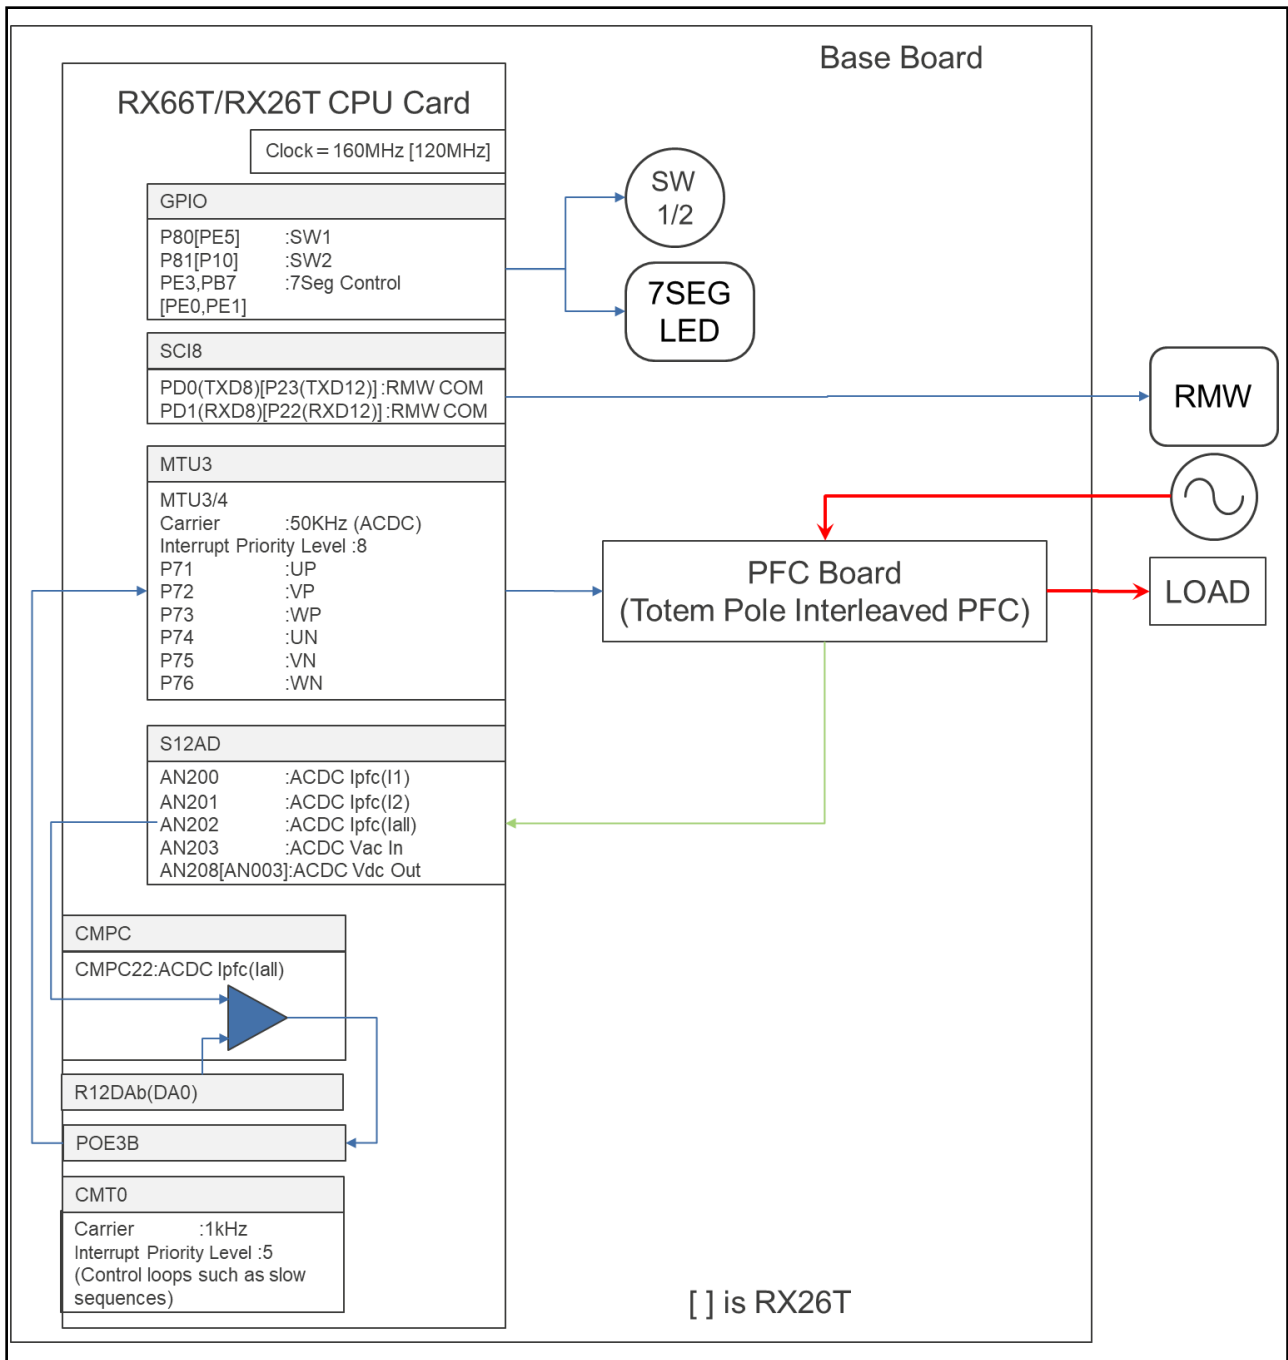 Base Board
RX66T/RX26T CPU Card
Clock = 160MHz [120MHz]
GPIO
P80[PE5] :SW1
P81[P10] :SW2
PE3,PB7 :7Seg Control
[PE0,PE1]
SW
1/2
7SEG
LED
SCI8
PD0(TXD8)[P23(TXD12)]:RMW COM
PD1(RXD8)[P22(RXD12)]:RMW COM
RMW
MTU3
MTU3/4
Carrier :50KHz (ACDC)
Interrupt Priority Level :8
P71 :UP
P72 :VP
P73 :WP
P74 :UN
P75 :VN
P76 :WN
PFC Board
(Totem Pole Interleaved PFC)
LOAD
S12AD
AN200 :ACDC Ipfc(I1)
AN201 :ACDC Ipfc(I2)
AN202 :ACDC Ipfc(Iall)
AN203 :ACDC Vac In
AN208[AN003]:ACDC Vdc Out
CMPC
CMPC22:ACDC Ipfc(Iall)
R12DAb(DA0)
POE3B
CMT0
Carrier :1kHz
Interrupt Priority Level :5
(Control loops such as slow
sequences)
[ ] is RX26T